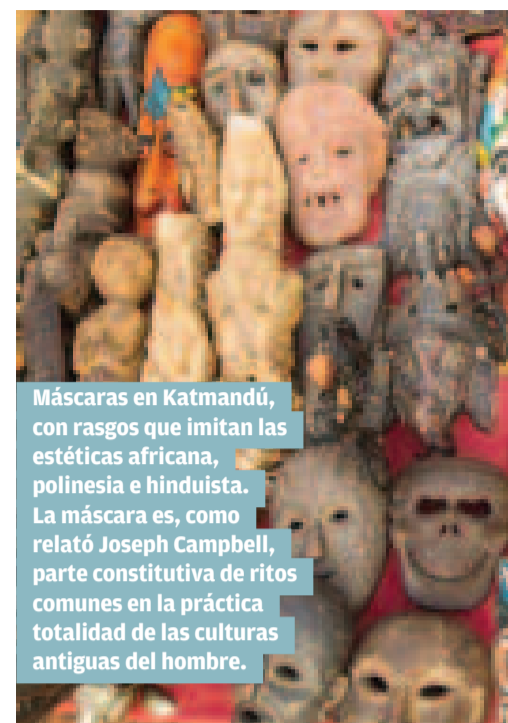 Máscaras en Katmandú,
con rasgos que imitan las
estéticas africana,
polinesia e hinduista.
La máscara es, como
relató Joseph Campbell,
parte constitutiva de ritos
comunes en la práctica
totalidad de las culturas
antiguas del hombre.